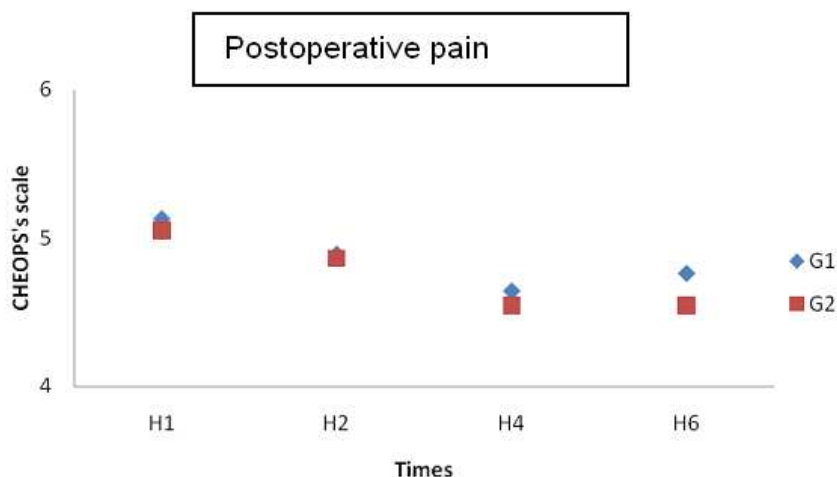 Postoperative pain
6
5
4
CHEOPS's scale
H1 H2 H4 H6
Times
G1
G2